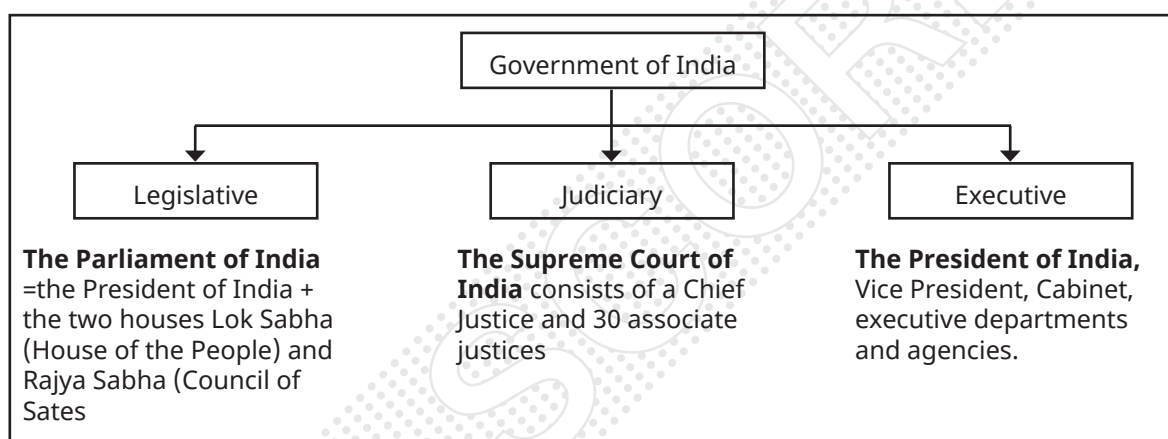 Government of India
Legislative
Judiciary
Executive
The Parliament of India
=the President of India +
the two houses Lok Sabha
(House of the People) and
Rajya Sabha (Council of
Sates
The Supreme Court of
India consists of a Chief
Justice and 30 associate
justices
The President of India,
Vice President, Cabinet,
executive departments
and agencies.